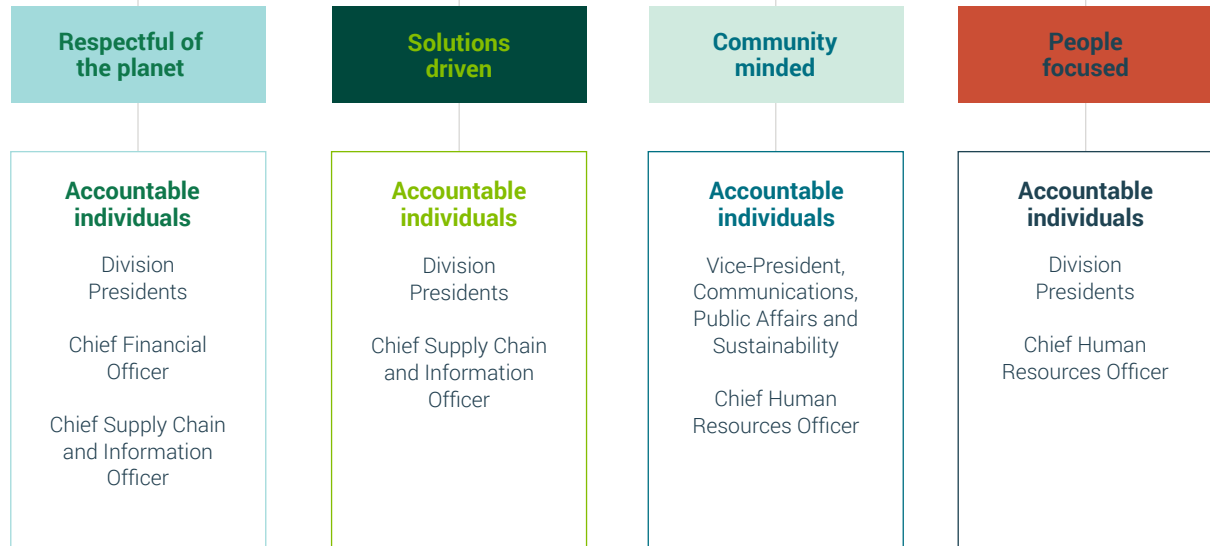 Respectful of
the planet
Solutions
driven
Community
minded
People
focused
Accountable
individuals
Division
Presidents
Chief Financial
Officer
Chief Supply Chain
and Information
Officer
Accountable
individuals
Division
Presidents
Chief Supply Chain
and Information
Officer
Accountable
individuals
Vice-President,
Communications,
Public Affairs and
Sustainability
Chief Human
Resources Officer
Accountable
individuals
Division
Presidents
Chief Human
Resources Officer